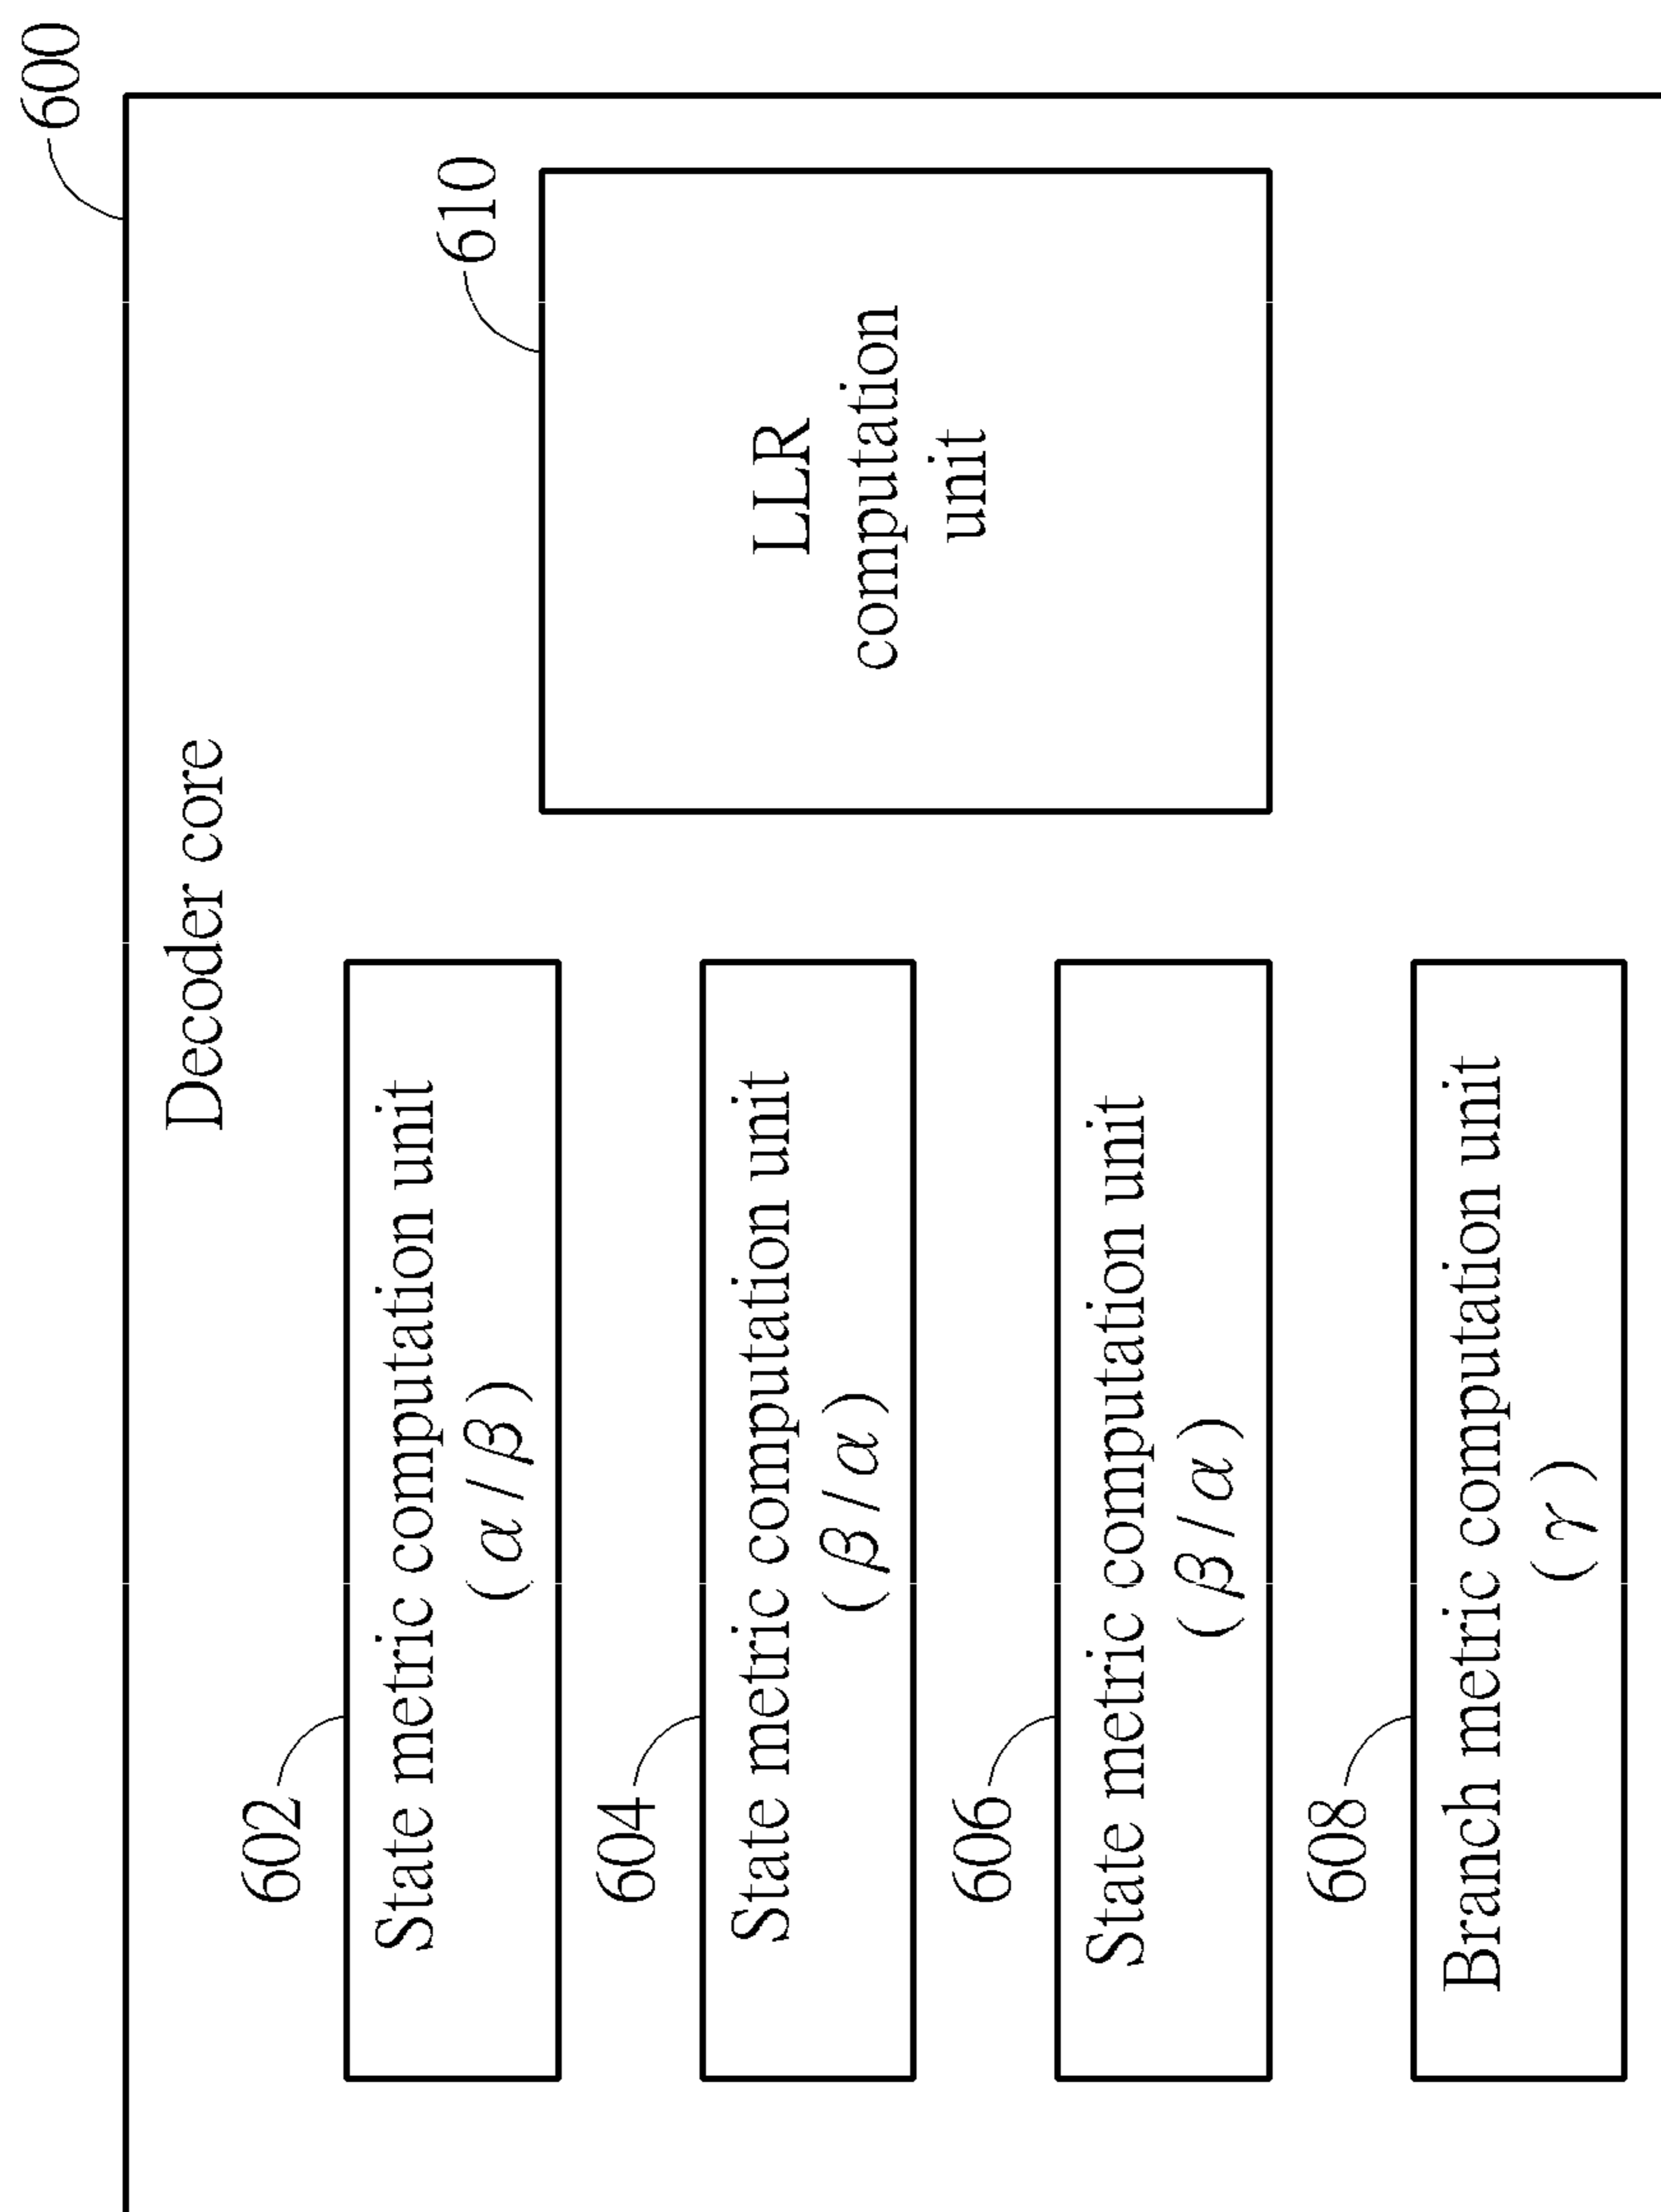 600
Decoder core
602
State metric computation unit
( α / β )
604
State metric computation unit
( β / α )
606
State metric computation unit
( β / α )
608
Branch metric computation unit
( γ )
610
LLR
computation
unit